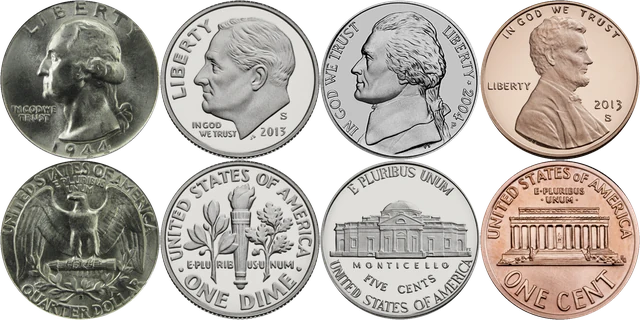 LIBERTY
IN GOD WE
TRUST
1944
LIBERTY
IN GOD
WE TRUST
2013
S
IN GOD WE TRUST
LIBERTY · 2004
P
IN GOD WE TRUST
LIBERTY
2013
S
UNITED STATES OF AMERICA
E PLURIBUS UNUM
QUARTER DOLLAR
UNITED STATES OF AMERICA
E·PLURIBUS UNUM
· ONE DIME ·
E PLURIBUS UNUM
MONTICELLO
FIVE CENTS
UNITED STATES OF AMERICA
UNITED STATES OF AMERICA
E·PLURIBUS
·UNUM·
ONE CENT